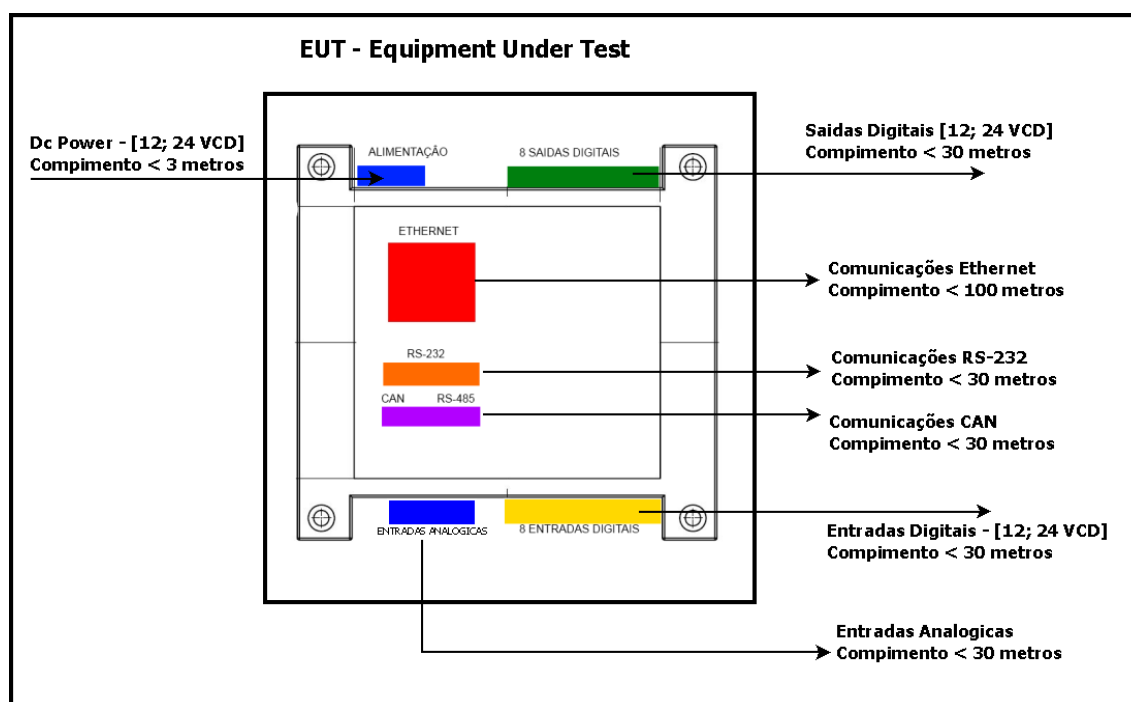 EUT - Equipment Under Test
Dc Power - [12; 24 VCD]
Compimento < 3 metros
ALIMENTAÇÃO
8 SAIDAS DIGITAIS
Saidas Digitais [12; 24 VCD]
Compimento < 30 metros
ETHERNET
Comunicações Ethernet
Compimento < 100 metros
RS-232
Comunicações RS-232
Compimento < 30 metros
CAN RS-485
Comunicações CAN
Compimento < 30 metros
ENTRADAS ANALOGICAS
8 ENTRADAS DIGITAIS
Entradas Digitais - [12; 24 VCD]
Compimento < 30 metros
Entradas Analogicas
Compimento < 30 metros